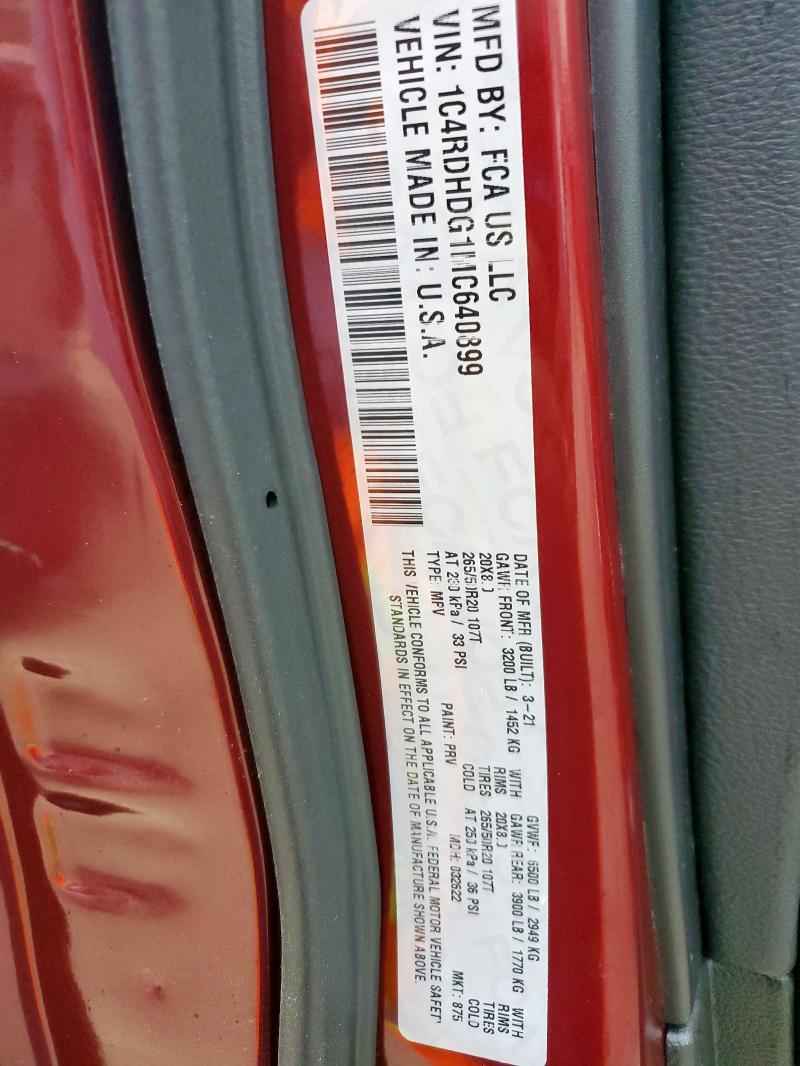 MFD BY: FCA US LLC
VIN: 1C4RDHDG1MC640899
VEHICLE MADE IN: U.S.A.
DATE OF MFR (BUILT): 3-21 GVWR: 6500 LB / 2949 KG
GAWR FRONT: 3200 LB / 1452 KG WITH GAWR REAR: 3900 LB / 1770 KG WITH
20X8.0 RIMS 20X8.0 RIMS
265/50R20 107T TIRES 265/50R20 107T TIRES
AT 230 kPa / 33 PSI COLD AT 250 kPa / 36 PSI COLD
TYPE: MPV PAINT: PRV MDH: 032622 MKT: 875
THIS VEHICLE CONFORMS TO ALL APPLICABLE U.S.A. FEDERAL MOTOR VEHICLE SAFETY
STANDARDS IN EFFECT ON THE DATE OF MANUFACTURE SHOWN ABOVE.